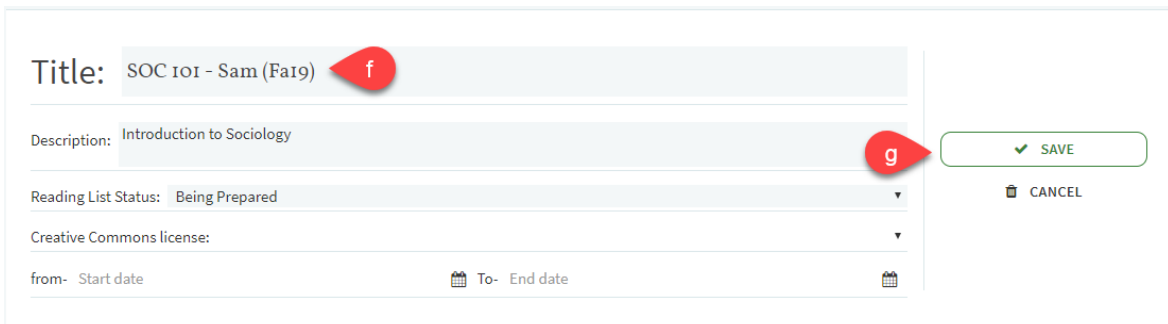 Title: SOC 101 - Sam (Fa19) f
Description: Introduction to Sociology
g SAVE
Reading List Status: Being Prepared
CANCEL
Creative Commons license:
from- Start date To- End date